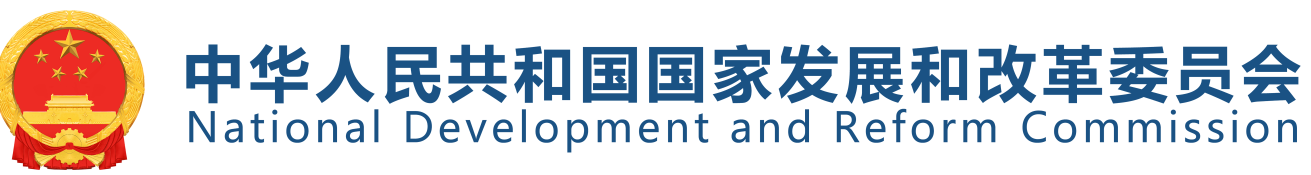 中华人民共和国国家发展和改革委员会
National Development and Reform Commission